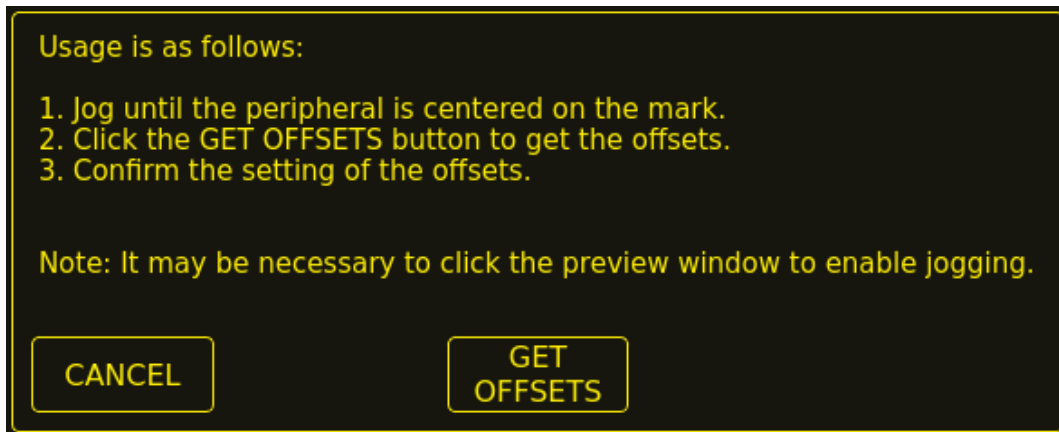 Usage is as follows:
1. Jog until the peripheral is centered on the mark.
2. Click the GET OFFSETS button to get the offsets.
3. Confirm the setting of the offsets.
Note: It may be necessary to click the preview window to enable jogging.
CANCEL
GET
OFFSETS